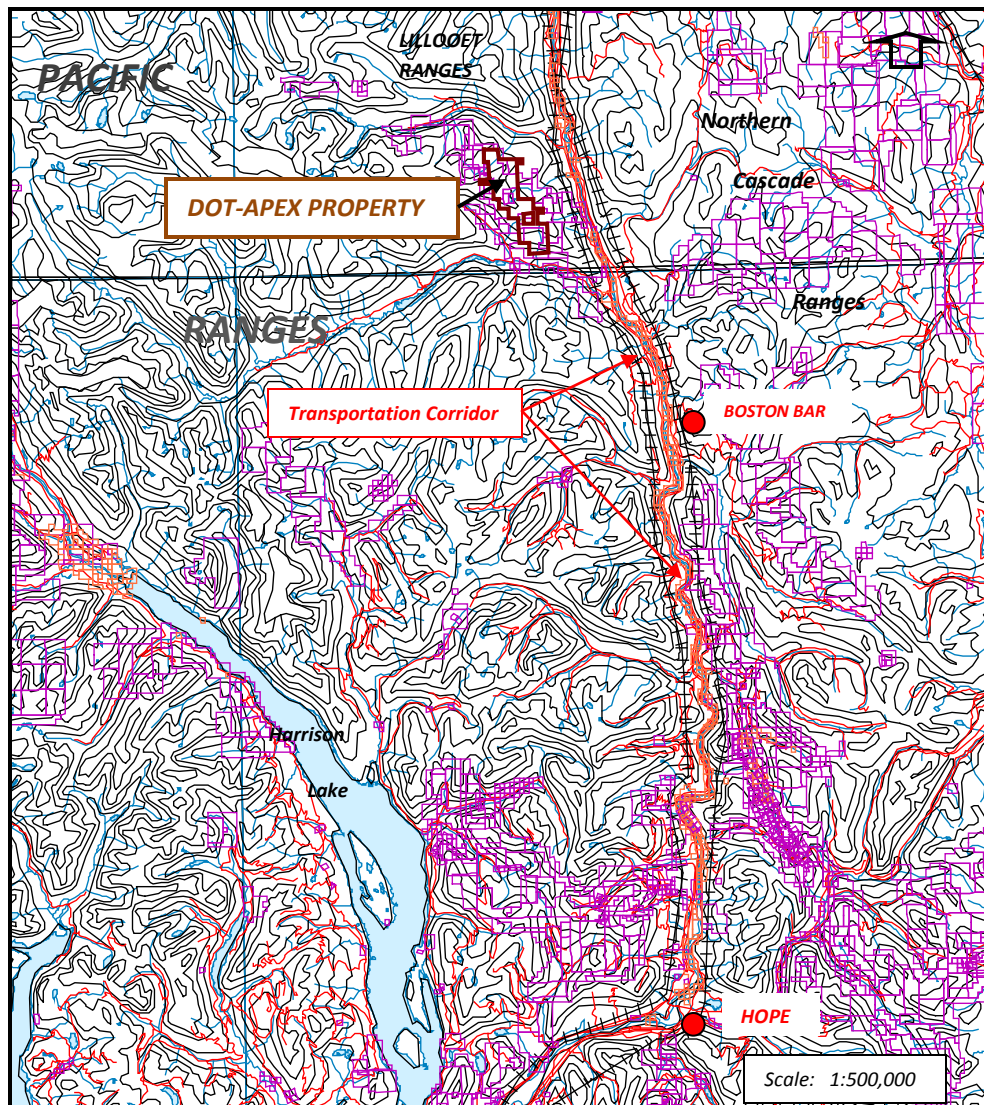 LILLOOET
RANGES
PACIFIC
Northern
Cascade
DOT-APEX PROPERTY
Ranges
RANGES
Transportation Corridor
BOSTON BAR
Harrison
Lake
HOPE
Scale: 1:500,000